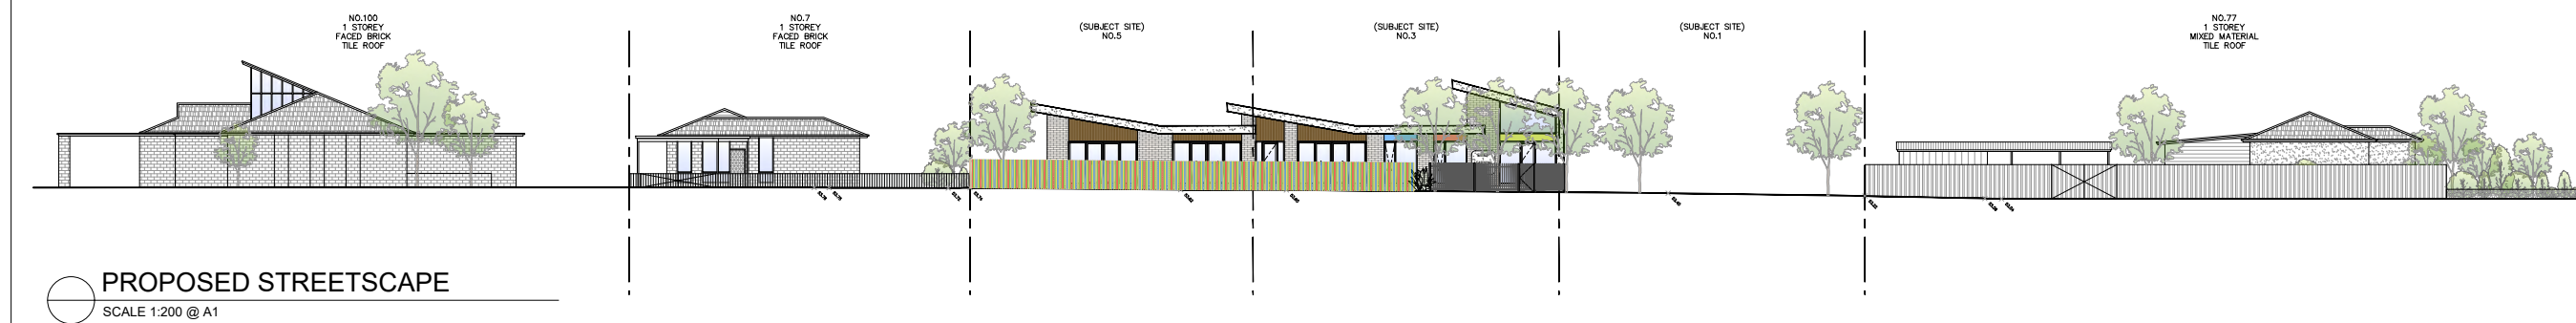 NO.100
1 STOREY
FACED BRICK
TILE ROOF
NO.7
1 STOREY
FACED BRICK
TILE ROOF
(SUBJECT SITE)
NO.5
(SUBJECT SITE)
NO.3
(SUBJECT SITE)
NO.1
NO.77
1 STOREY
MIXED MATERIAL
TILE ROOF
PROPOSED STREETSCAPE
SCALE 1:200 @ A1